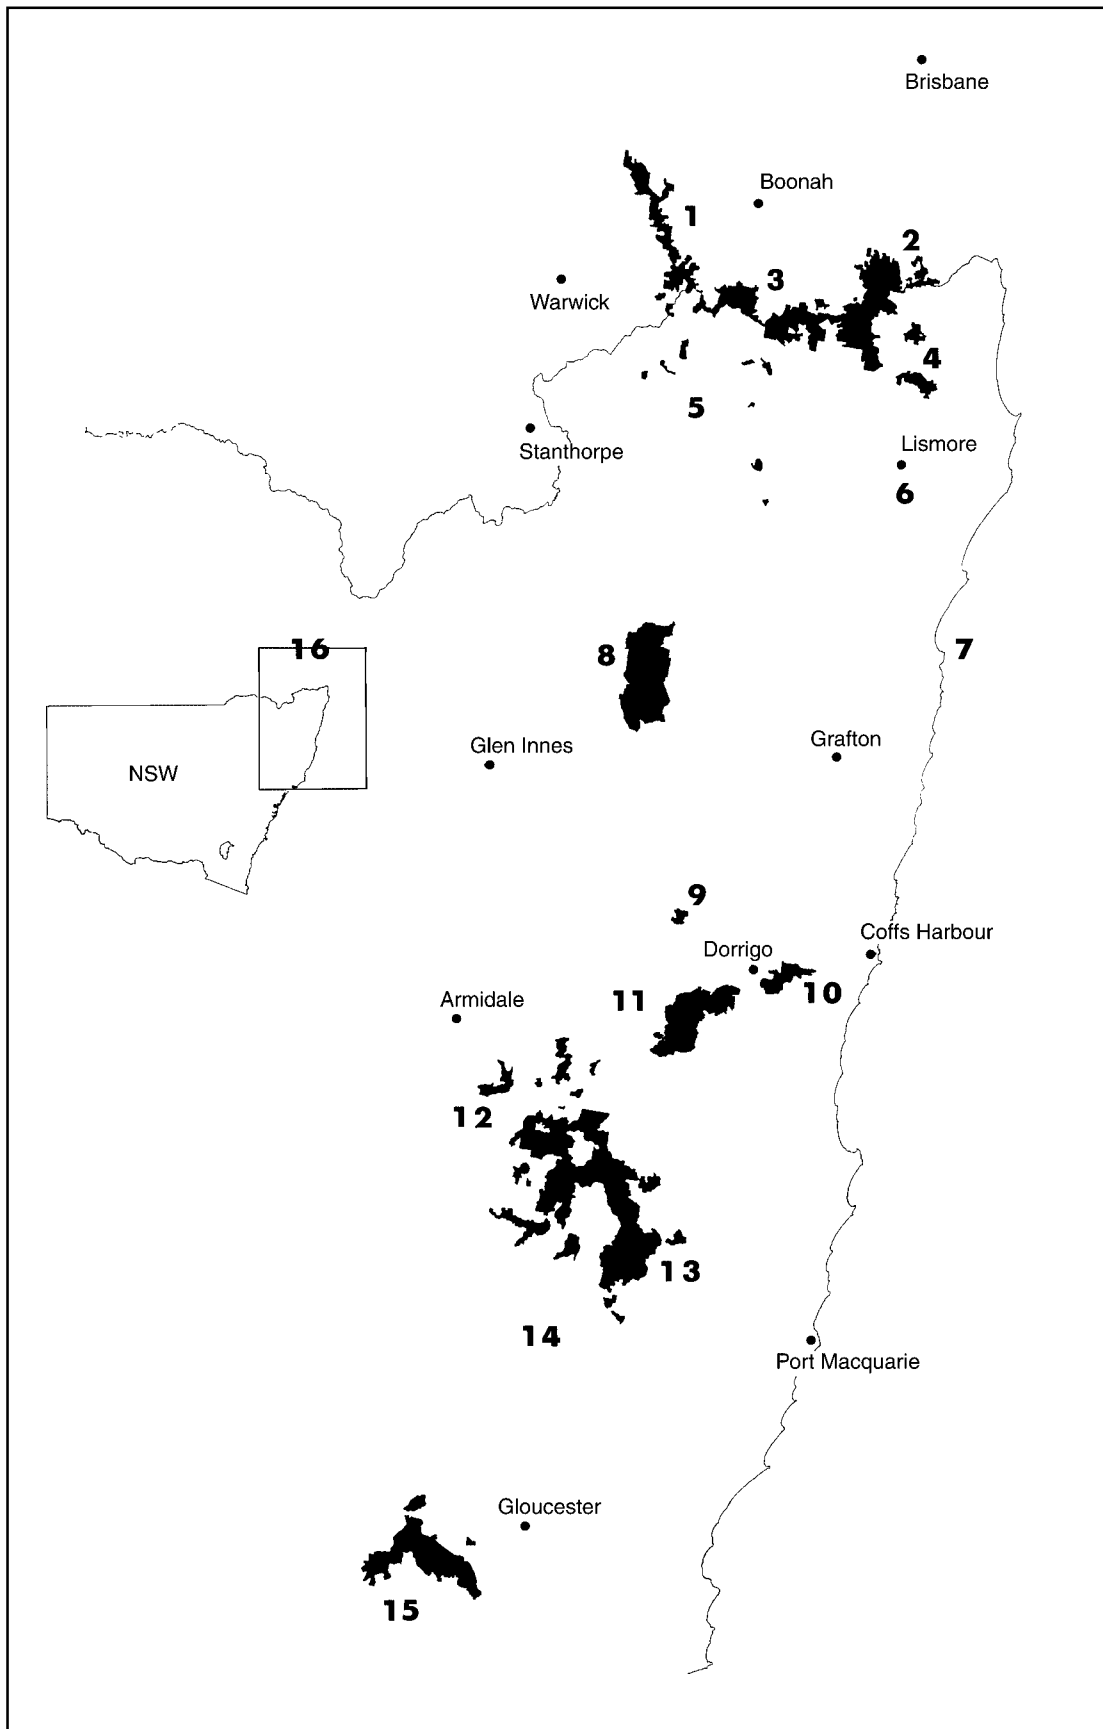 Brisbane
Boonah
1
2
3
Warwick
4
5
Stanthorpe
Lismore
6
16
8
7
Glen Innes
Grafton
NSW
9
Coffs Harbour
Dorrigo
10
11
Armidale
12
13
14
Port Macquarie
Gloucester
15